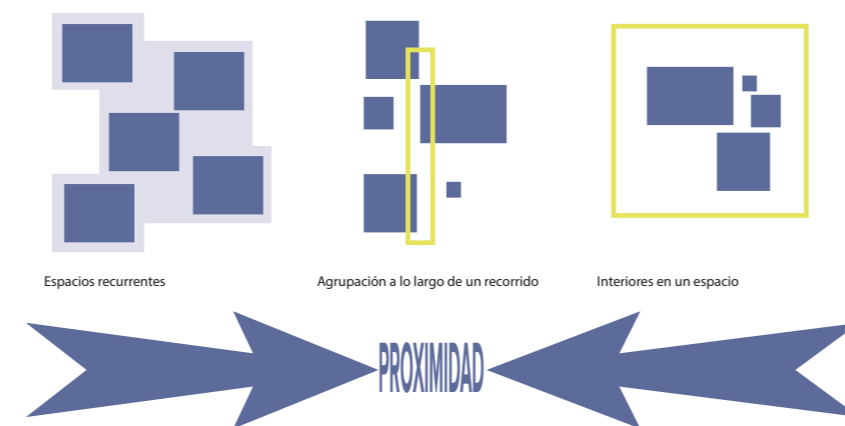 Espacios recurrentes
Agrupación a lo largo de un recorrido
Interiores en un espacio
PROXIMIDAD